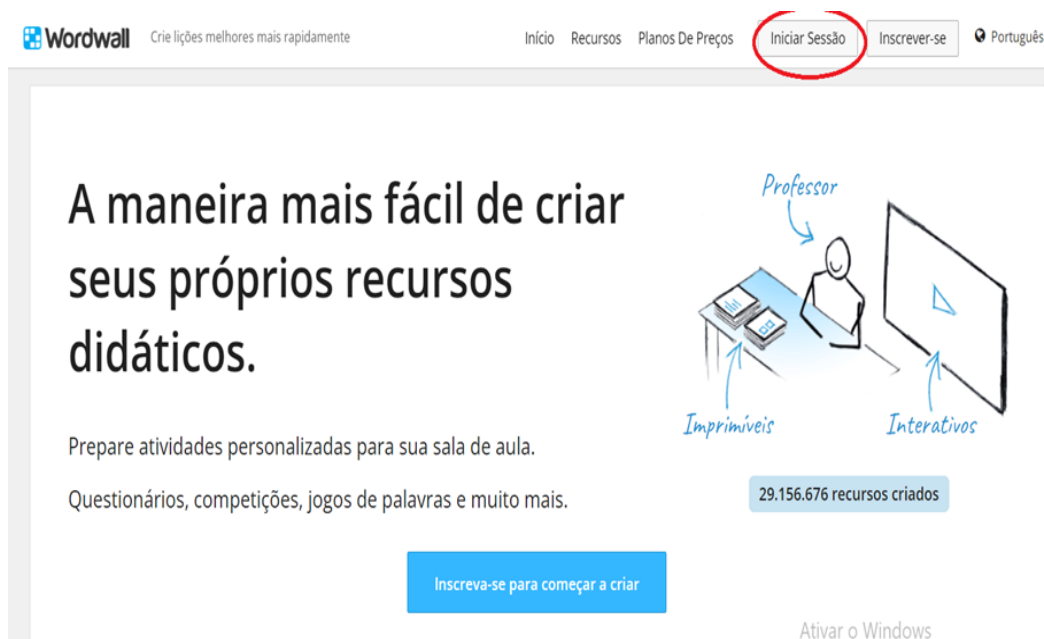 Wordwall Crie lições melhores mais rapidamente Início Recursos Planos De Preços Iniciar Sessão Inscrever-se Português
A maneira mais fácil de criar
seus próprios recursos
didáticos.
Prepare atividades personalizadas para sua sala de aula.
Questionários, competições, jogos de palavras e muito mais.
Professor
Imprimíveis
Interativos
29.156.676 recursos criados
Inscreva-se para começar a criar
Ativar o Windows